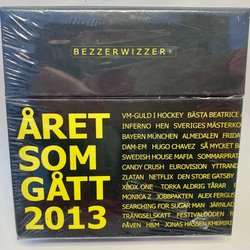 BEZZERWIZZER
ÅRET
SOM
GÅTT
2013
VM-GULD I HOCKEY BÄSTA BEATRICE
INFERNO HEN SVERIGES MÄSTERKO
BAYERN MÜNCHEN ALMEDALEN FRIDA
DAM-EM HUGO CHAVEZ SÅ MYCKET B
SWEDISH HOUSE MAFIA SOMMARPRAT
CANDY CRUSH EUROVISION YTTRAND
ZLATAN NETFLIX DEN STORE GATSBY
XBOX ONE TORKA ALDRIG TÅRAR
MONICA Z JOBBPAKTEN ALEX FERGUS
SEARCHING FOR SUGAR MAN JÄRNLAD
TRÄNGSELSKATT FESTIVALDÖDEN
PÅVEN H&M JONAS HASSEN KHEMIRI